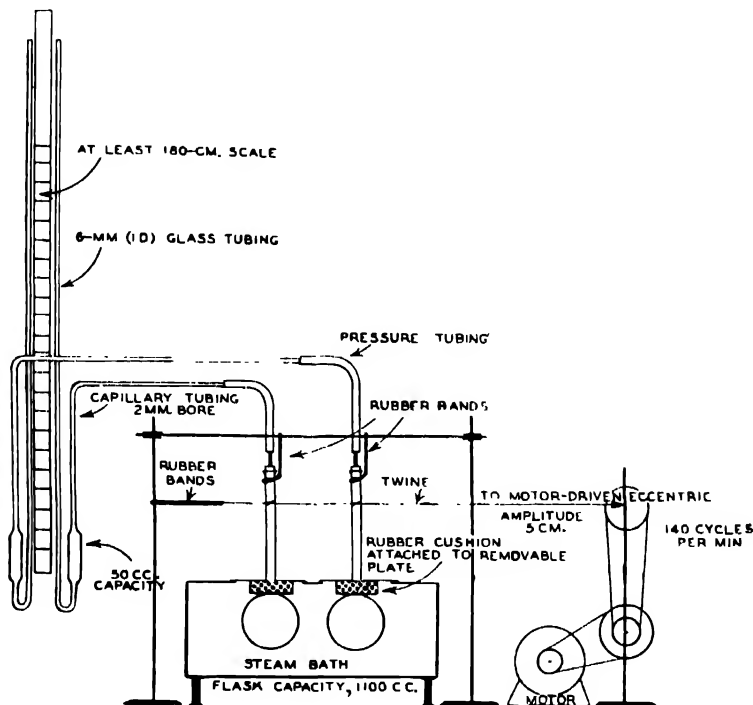 AT LEAST 180-CM. SCALE
6-MM (ID) GLASS TUBING
PRESSURE TUBING
CAPILLARY TUBING
2MM. BORE
RUBBER BANDS
RUBBER
BANDS
TWINE
TO MOTOR-DRIVEN ECCENTRIC
AMPLITUDE
5 CM.
140 CYCLES
PER MIN
RUBBER CUSHION
ATTACHED TO REMOVABLE
PLATE
50 CC.
CAPACITY
STEAM BATH
FLASK CAPACITY, 1100 CC.
MOTOR